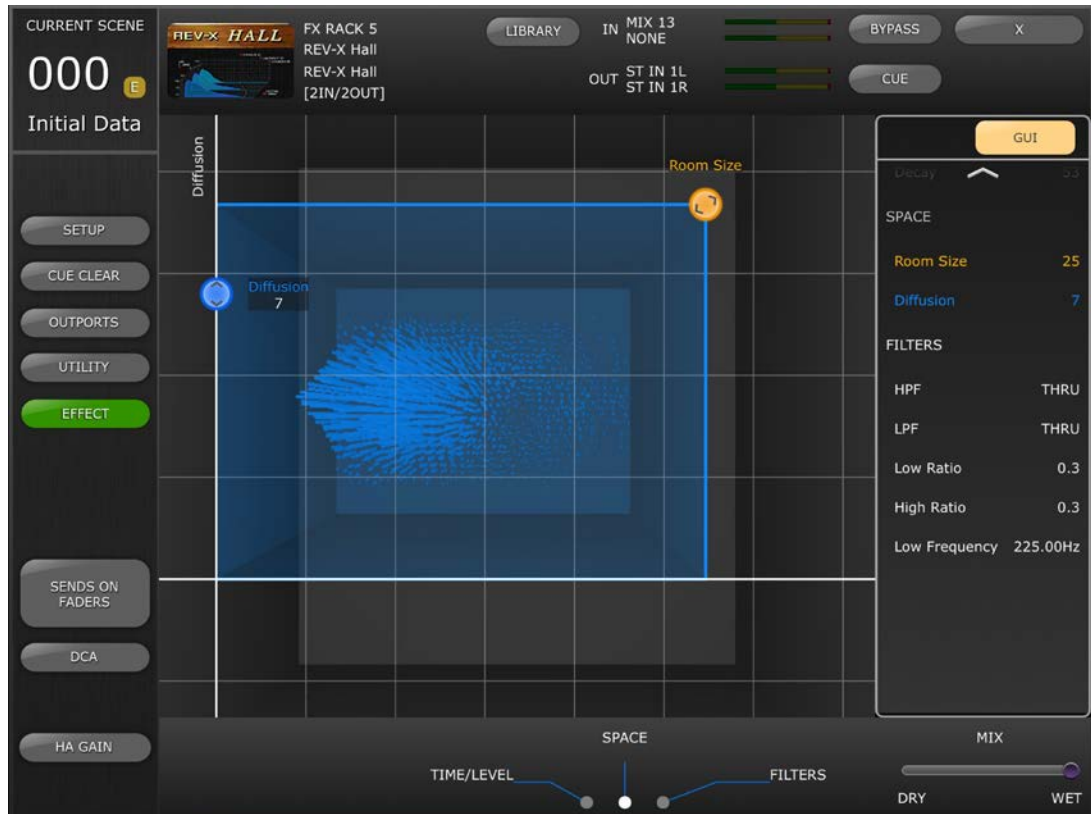 CURRENT SCENE
000 E
Initial Data
SETUP
CUE CLEAR
OUTPORTS
UTILITY
EFFECT
SENDS ON
FADERS
DCA
HA GAIN
REV-X HALL
FX RACK 5
REV-X Hall
REV-X Hall
[2IN/2OUT]
LIBRARY
IN MIX 13
NONE
OUT ST IN 1L
ST IN 1R
BYPASS
X
CUE
Diffusion
Room Size
Diffusion
7
GUI
Decay 53
SPACE
Room Size 25
Diffusion 7
FILTERS
HPF THRU
LPF THRU
Low Ratio 0.3
High Ratio 0.3
Low Frequency 225.00Hz
SPACE
TIME/LEVEL
FILTERS
MIX
DRY WET